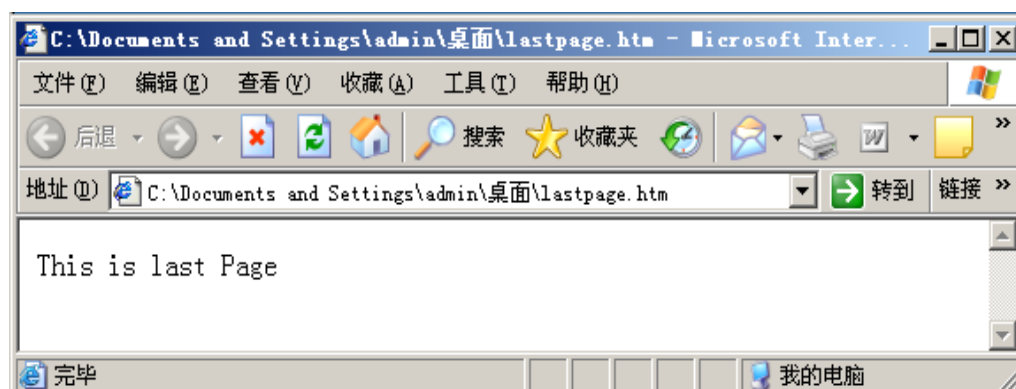 C:\Documents and Settings\admin\桌面\lastpage.htm - Microsoft Inter...
文件(F) 编辑(E) 查看(V) 收藏(A) 工具(T) 帮助(H)
后退 搜索 收藏夹 W »
地址(D) C:\Documents and Settings\admin\桌面\lastpage.htm 转到 链接 »
This is last Page
完毕 我的电脑